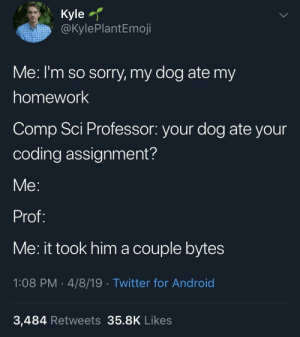 Kyle 🌱
@KylePlantEmoji
Me: I'm so sorry, my dog ate my
homework
Comp Sci Professor: your dog ate your
coding assignment?
Me:
Prof:
Me: it took him a couple bytes
1:08 PM · 4/8/19 · Twitter for Android
3,484 Retweets 35.8K Likes